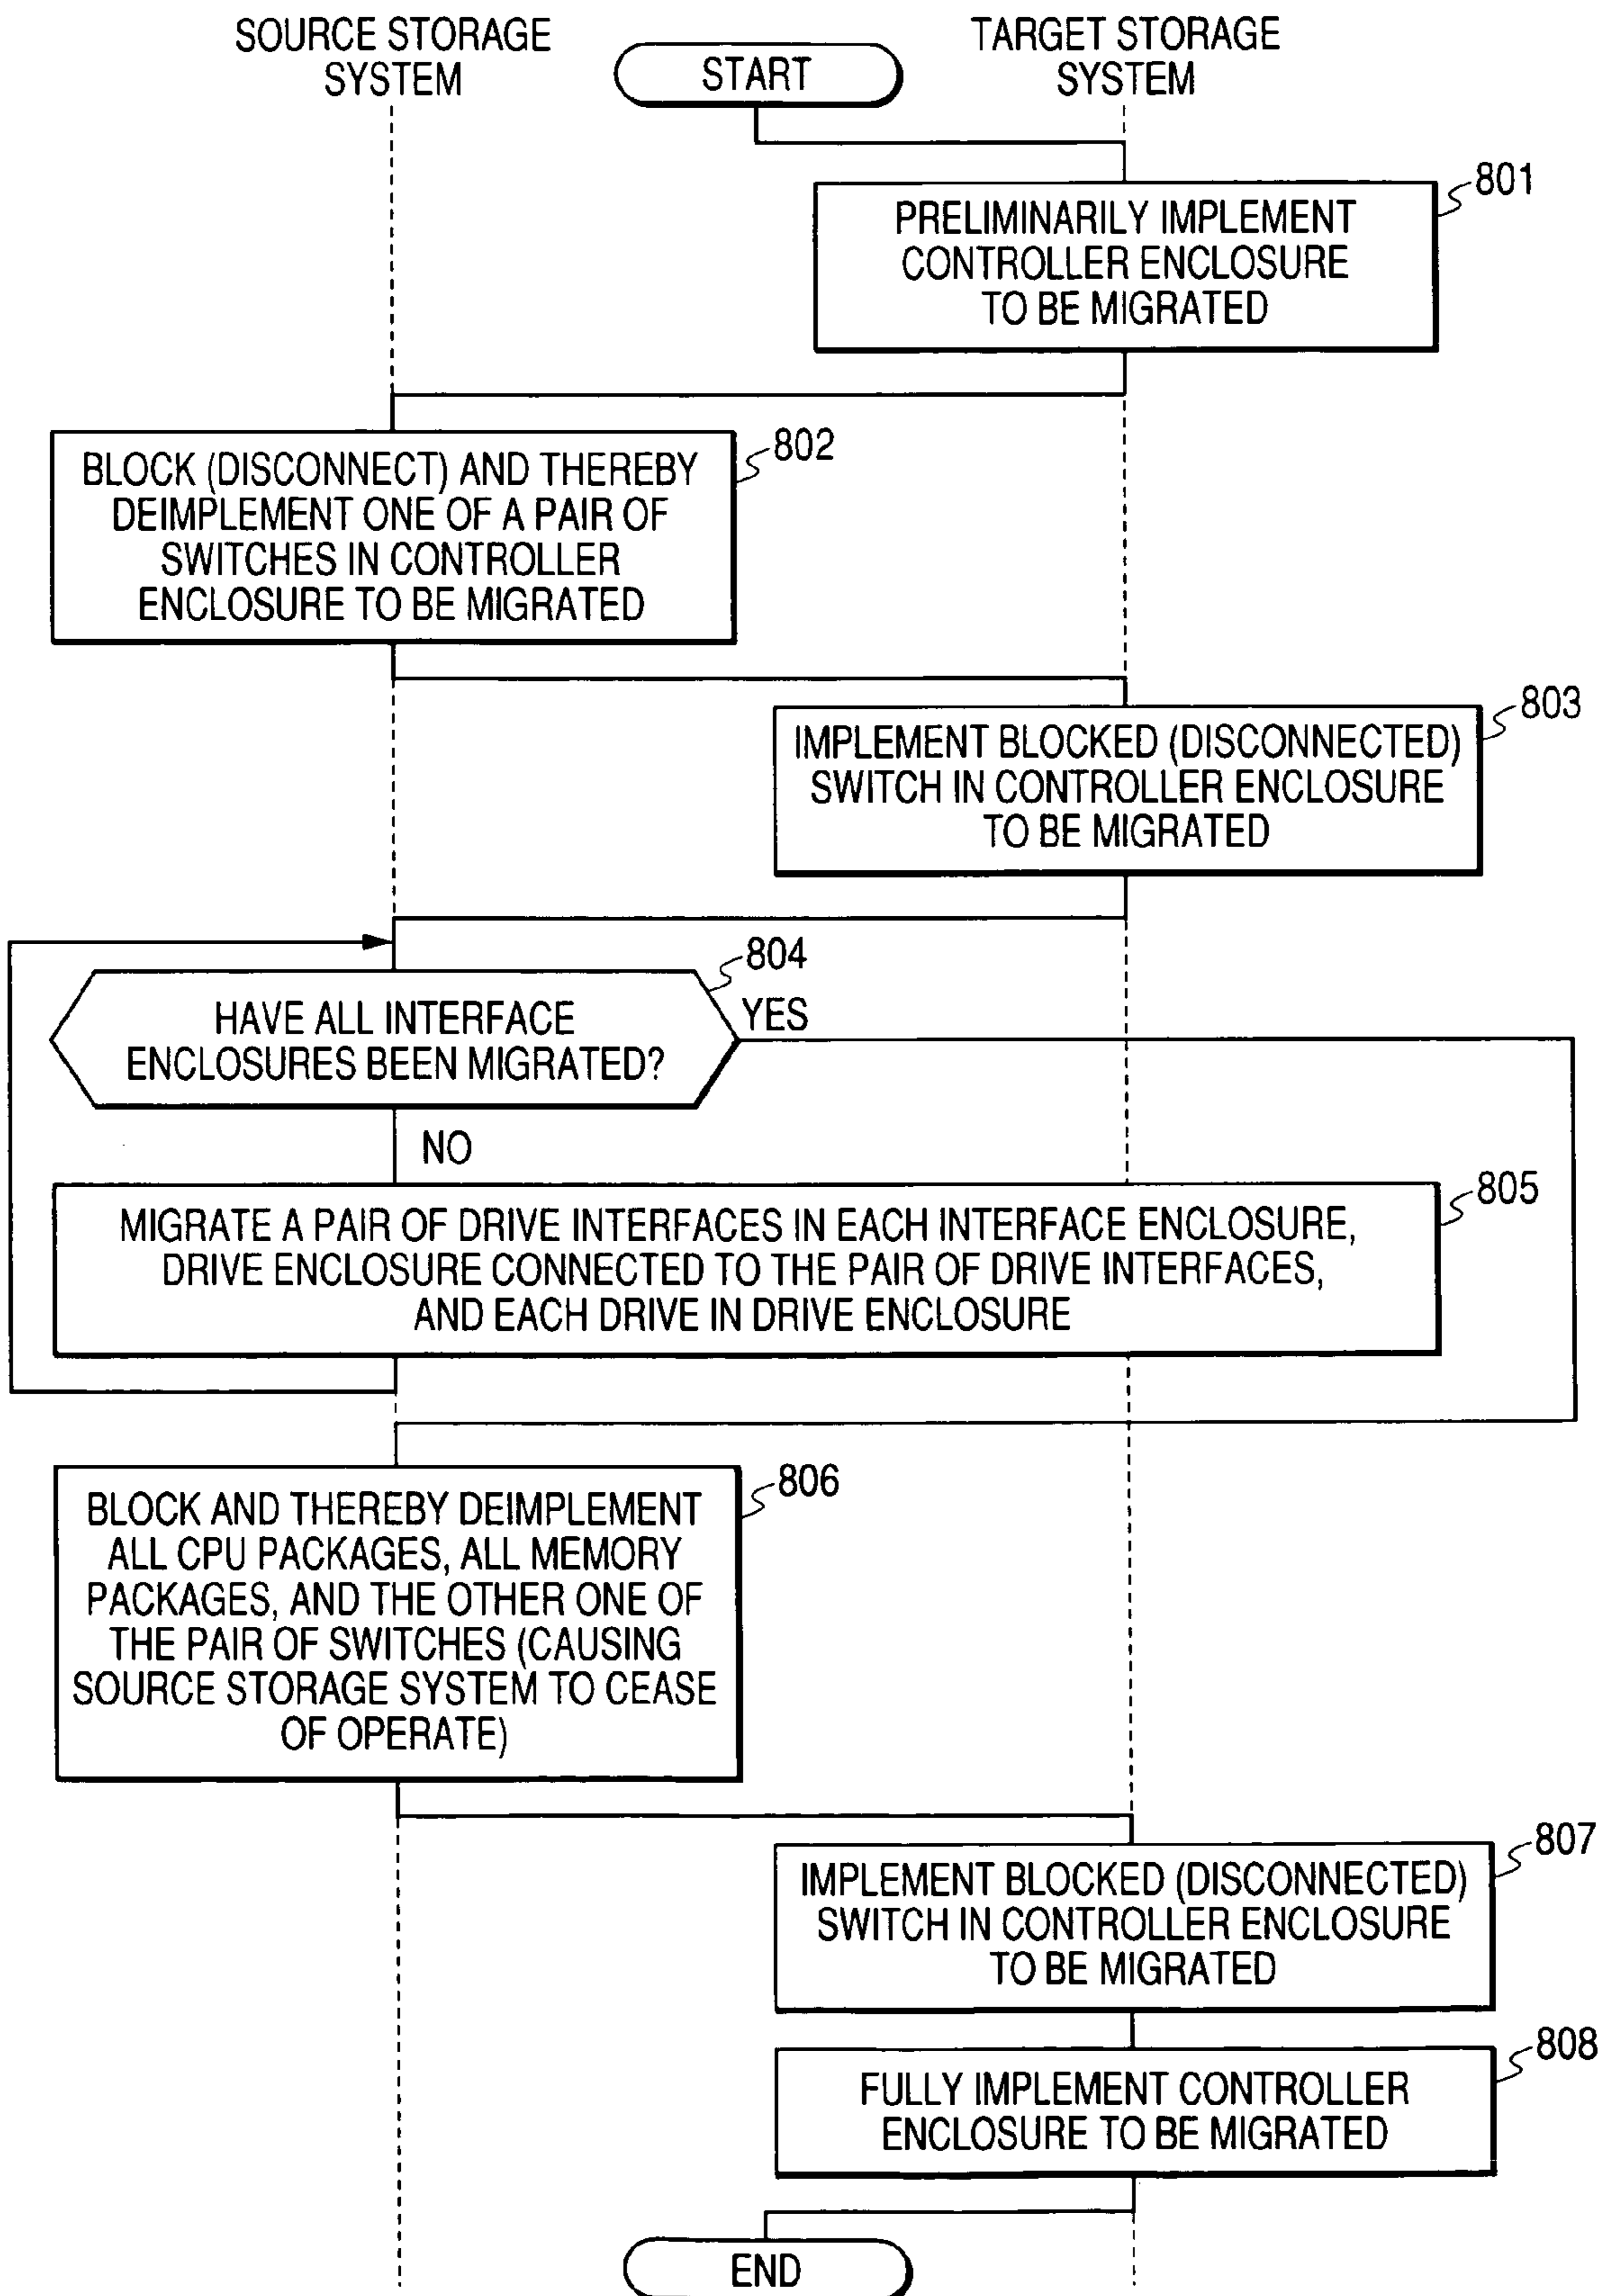 SOURCE STORAGE
SYSTEM
START
TARGET STORAGE
SYSTEM
801
PRELIMINARILY IMPLEMENT
CONTROLLER ENCLOSURE
TO BE MIGRATED
802
BLOCK (DISCONNECT) AND THEREBY
DEIMPLEMENT ONE OF A PAIR OF
SWITCHES IN CONTROLLER
ENCLOSURE TO BE MIGRATED
803
IMPLEMENT BLOCKED (DISCONNECTED)
SWITCH IN CONTROLLER ENCLOSURE
TO BE MIGRATED
804
HAVE ALL INTERFACE
ENCLOSURES BEEN MIGRATED?
YES
NO
805
MIGRATE A PAIR OF DRIVE INTERFACES IN EACH INTERFACE ENCLOSURE,
DRIVE ENCLOSURE CONNECTED TO THE PAIR OF DRIVE INTERFACES,
AND EACH DRIVE IN DRIVE ENCLOSURE
806
BLOCK AND THEREBY DEIMPLEMENT
ALL CPU PACKAGES, ALL MEMORY
PACKAGES, AND THE OTHER ONE OF
THE PAIR OF SWITCHES (CAUSING
SOURCE STORAGE SYSTEM TO CEASE
OF OPERATE)
807
IMPLEMENT BLOCKED (DISCONNECTED)
SWITCH IN CONTROLLER ENCLOSURE
TO BE MIGRATED
808
FULLY IMPLEMENT CONTROLLER
ENCLOSURE TO BE MIGRATED
END